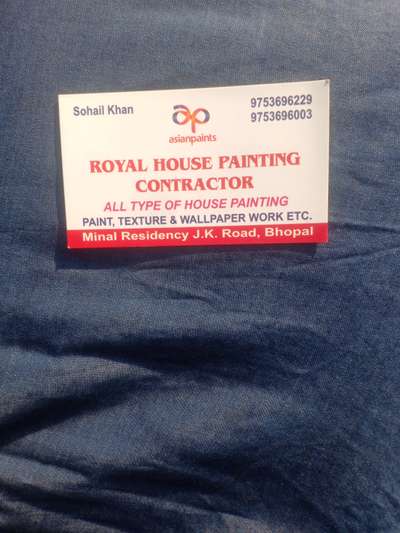 Sohail Khan
9753696229
9753696003
asianpaints
ROYAL HOUSE PAINTING
CONTRACTOR
ALL TYPE OF HOUSE PAINTING
PAINT, TEXTURE & WALLPAPER WORK ETC.
Minal Residency J.K. Road, Bhopal